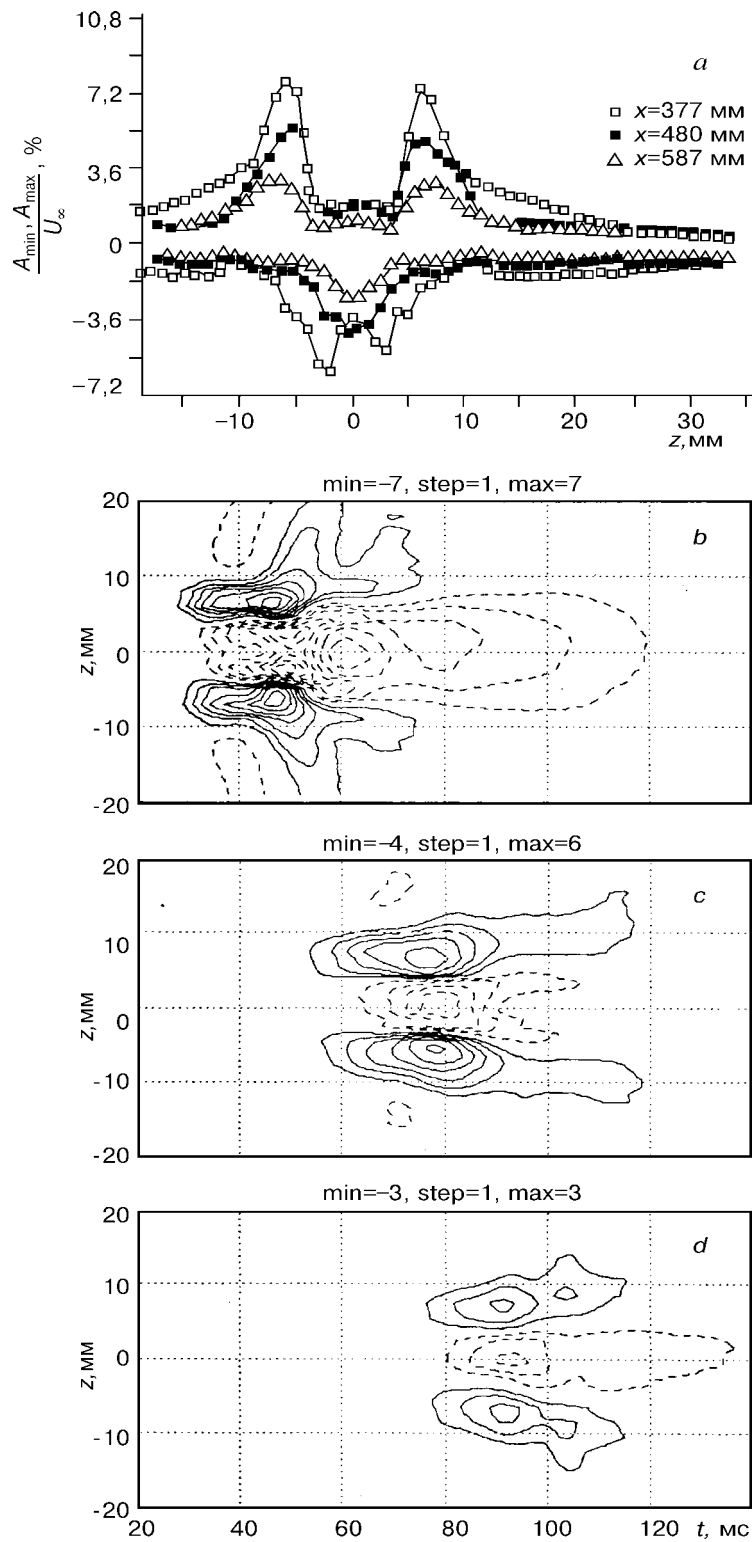 10,8
a
7,2
x=377 мм
x=480 мм
x=587 мм
3,6
A_min, A_max / U_∞, %
0
−3,6
−7,2
−10 0 10 20 30
z, мм
min=−7, step=1, max=7
20
b
10
z, мм
0
-10
-20
min=−4, step=1, max=6
20
c
10
z, мм
0
-10
-20
min=−3, step=1, max=3
20
d
10
z, мм
0
-10
-20
20 40 60 80 100 120 t, мс